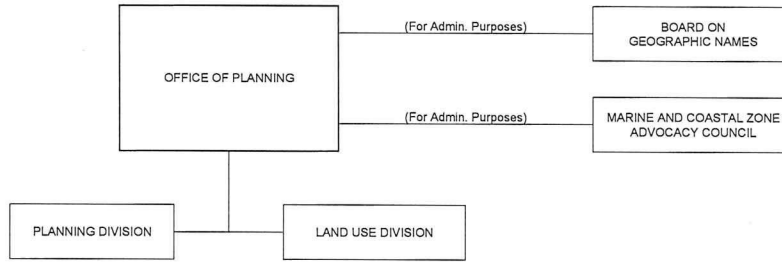 (For Admin. Purposes)
BOARD ON
GEOGRAPHIC NAMES
OFFICE OF PLANNING
(For Admin. Purposes)
MARINE AND COASTAL ZONE
ADVOCACY COUNCIL
PLANNING DIVISION
LAND USE DIVISION